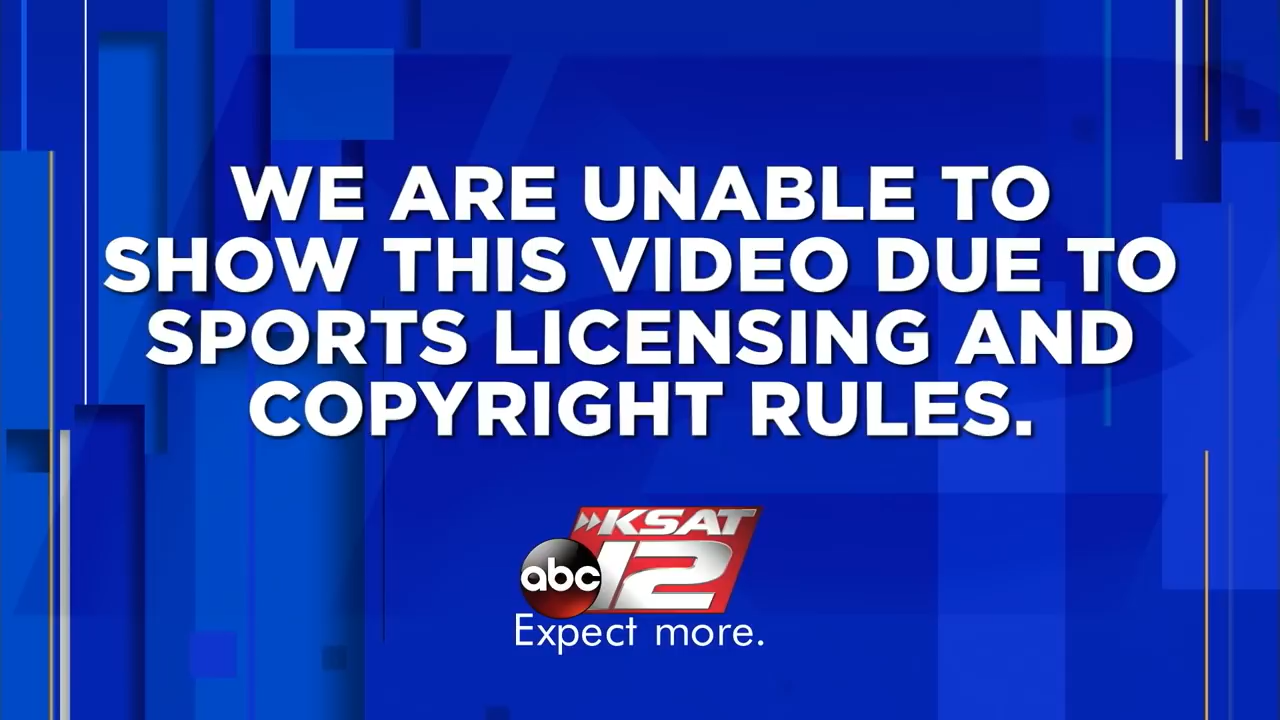 WE ARE UNABLE TO
SHOW THIS VIDEO DUE TO
SPORTS LICENSING AND
COPYRIGHT RULES.
KSAT
abc 12
Expect more.